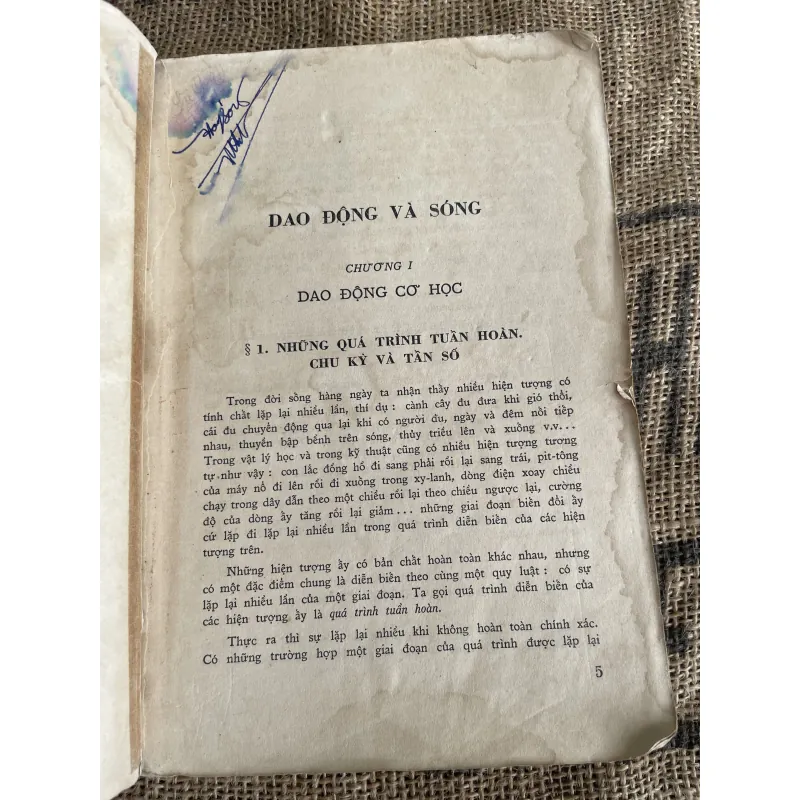 DAO ĐỘNG VÀ SÓNG
CHƯƠNG I
DAO ĐỘNG CƠ HỌC
§ 1. NHỮNG QUÁ TRÌNH TUẦN HOÀN.
CHU KỲ VÀ TẦN SỐ
Trong đời sống hàng ngày ta nhận thấy nhiều hiện tượng có
tính chất lặp lại nhiều lần, thí dụ : cành cây đu đưa khi gió thổi,
cái đu chuyển động qua lại khi có người đu, ngày và đêm nối tiếp
nhau, thuyền bập bềnh trên sóng, thủy triều lên và xuống v.v...
Trong vật lý học và trong kỹ thuật cũng có nhiều hiện tượng tương
tự như vậy : con lắc đồng hồ đi sang phải rồi lại sang trái, pit-tông
của máy nổ đi lên rồi đi xuống trong xy-lanh, dòng điện xoay chiều
chạy trong dây dẫn theo một chiều rồi lại theo chiều ngược lại, cường
độ của dòng ấy tăng rồi lại giảm... những giai đoạn biến đổi ấy
cứ lặp đi lặp lại nhiều lần trong quá trình diễn biến của các hiện
tượng trên.
Những hiện tượng ấy có bản chất hoàn toàn khác nhau, nhưng
có một đặc điểm chung là diễn biến theo cùng một quy luật : có sự
lặp lại nhiều lần của một giai đoạn. Ta gọi quá trình diễn biến của
các hiện tượng ấy là quá trình tuần hoàn.
Thực ra thì sự lặp lại nhiều khi không hoàn toàn chính xác.
Có những trường hợp một giai đoạn của quá trình được lặp lại
5